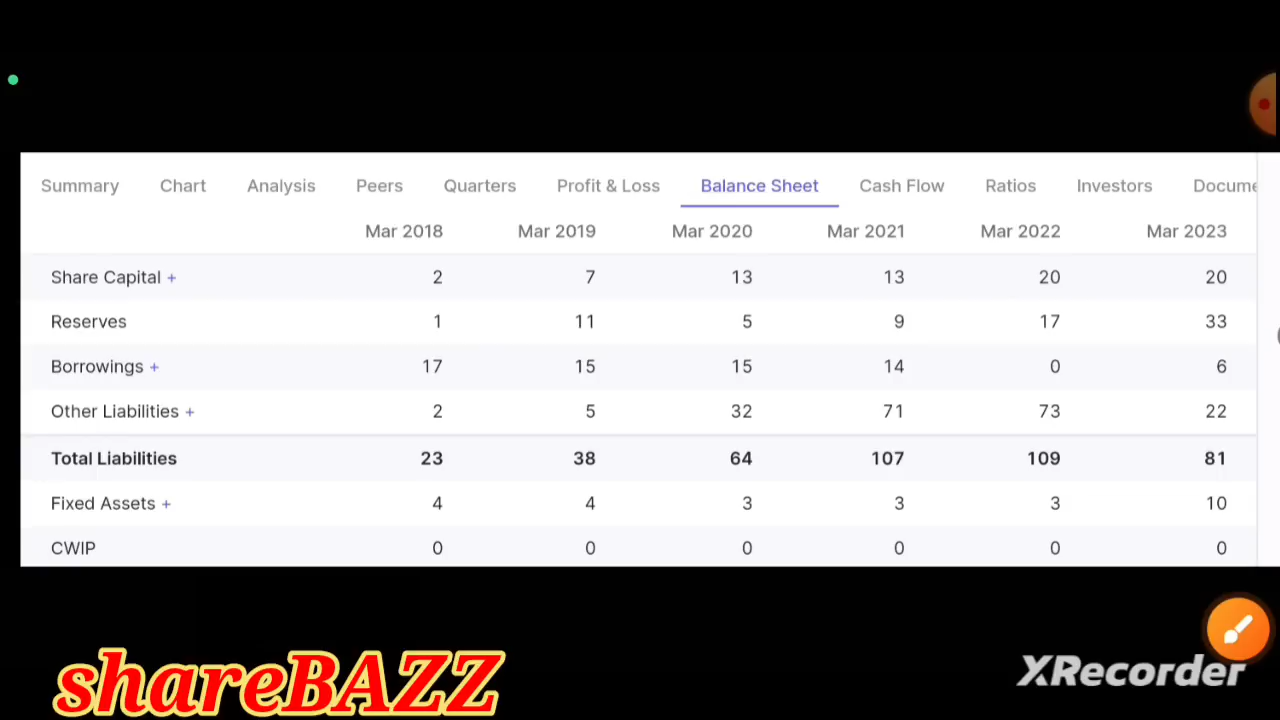 Summary Chart Analysis Peers Quarters Profit & Loss Balance Sheet Cash Flow Ratios Investors Docume
Mar 2018 Mar 2019 Mar 2020 Mar 2021 Mar 2022 Mar 2023
Share Capital + 2 7 13 13 20 20
Reserves 1 11 5 9 17 33
Borrowings + 17 15 15 14 0 6
Other Liabilities + 2 5 32 71 73 22
Total Liabilities 23 38 64 107 109 81
Fixed Assets + 4 4 3 3 3 10
CWIP 0 0 0 0 0 0
shareBAZZ
XRecorder